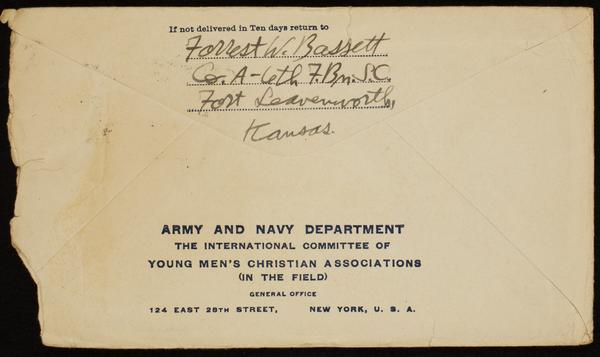 If not delivered in Ten days return to
Forrest W. Bassett
Co. A-6th F.Bn. S.C.
Fort Leavenworth,
Kansas.
ARMY AND NAVY DEPARTMENT
THE INTERNATIONAL COMMITTEE OF
YOUNG MEN'S CHRISTIAN ASSOCIATIONS
(IN THE FIELD)
GENERAL OFFICE
124 EAST 28TH STREET, NEW YORK, U. S. A.